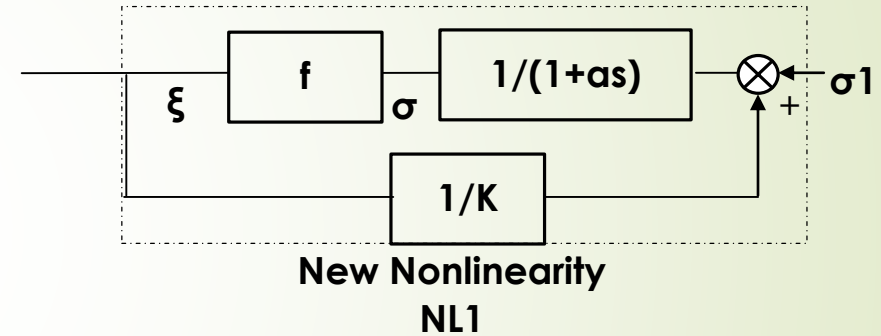 f
1/(1+as)
ξ
σ
σ1
+
1/K
New Nonlinearity
NL1